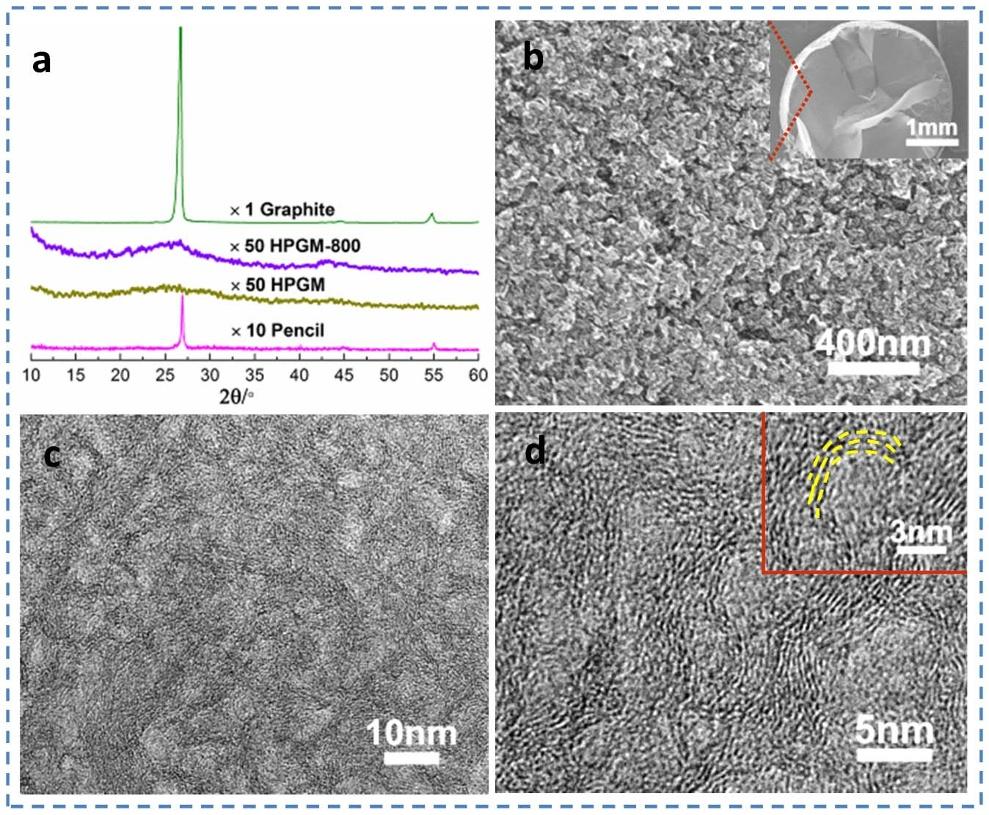 a
× 1 Graphite
× 50 HPGM-800
× 50 HPGM
× 10 Pencil
10 15 20 25 30 35 40 45 50 55 60
2θ/°
b
1mm
400nm
c
10nm
d
3nm
5nm